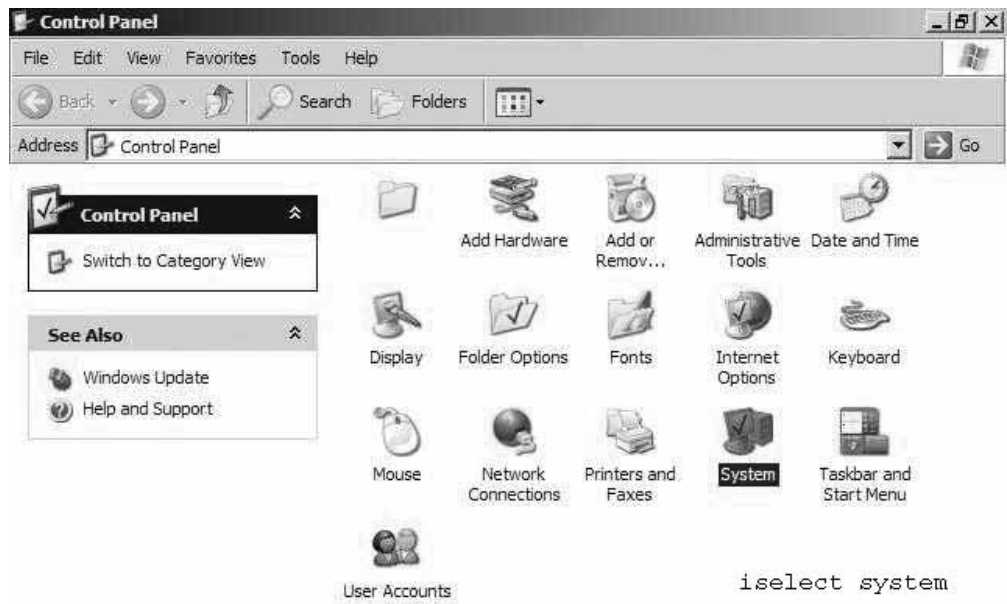 Control Panel
File Edit View Favorites Tools Help
Back Search Folders
Address Control Panel Go
Control Panel
Switch to Category View
See Also
Windows Update
Help and Support
Add Hardware
Add or
Remov...
Administrative
Tools
Date and Time
Display
Folder Options
Fonts
Internet
Options
Keyboard
Mouse
Network
Connections
Printers and
Faxes
System
Taskbar and
Start Menu
User Accounts
iselect system